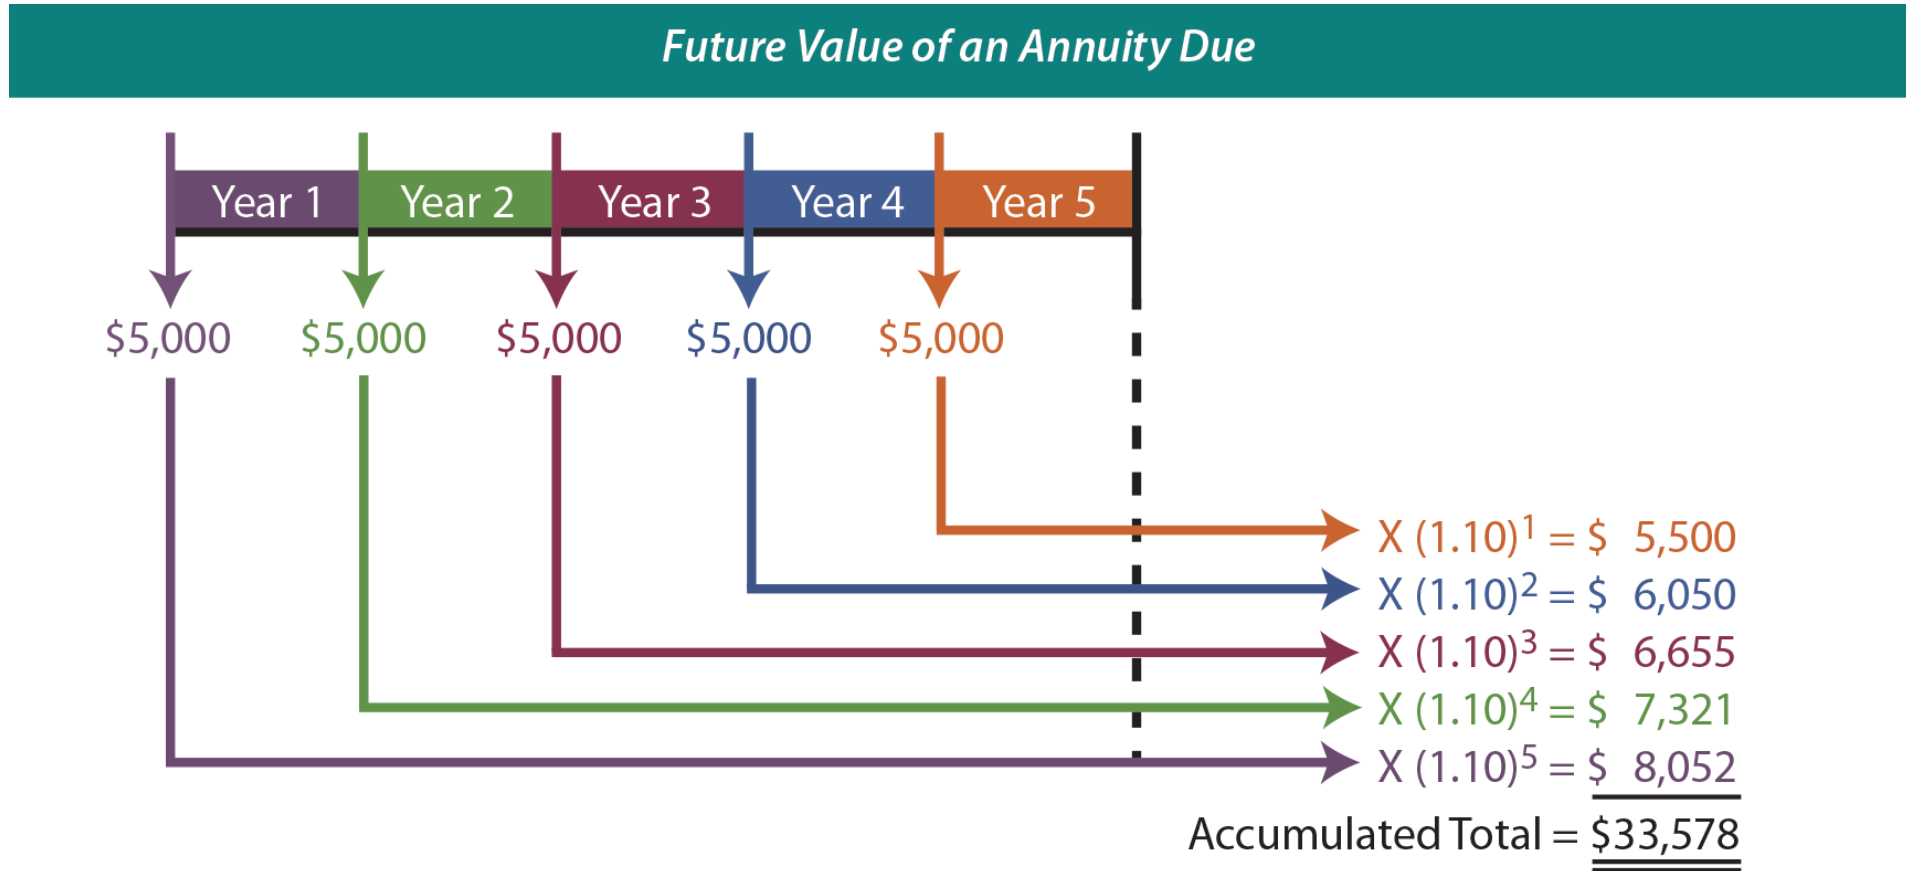 Future Value of an Annuity Due
Year 1 Year 2 Year 3 Year 4 Year 5
$5,000 $5,000 $5,000 $5,000 $5,000
X (1.10)¹ = $ 5,500
X (1.10)² = $ 6,050
X (1.10)³ = $ 6,655
X (1.10)⁴ = $ 7,321
X (1.10)⁵ = $ 8,052
Accumulated Total = $33,578